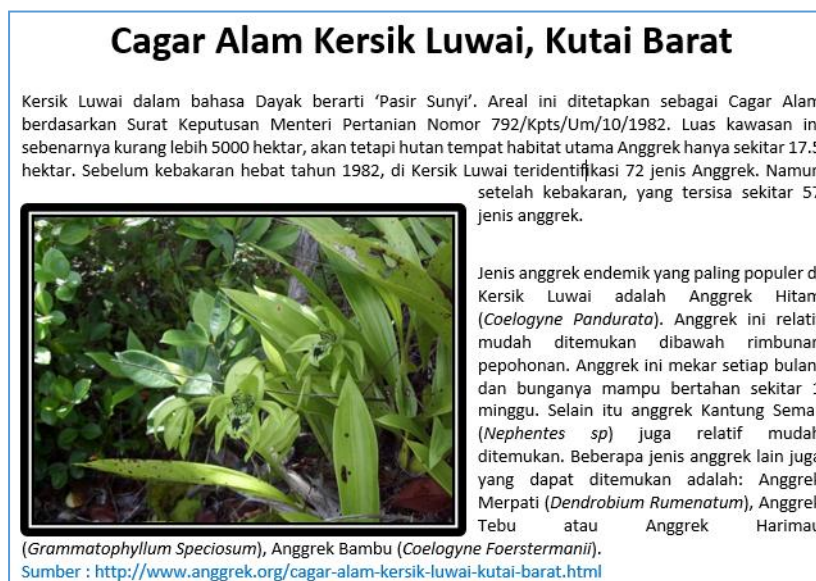 Cagar Alam Kersik Luwai, Kutai Barat
Kersik Luwai dalam bahasa Dayak berarti ‘Pasir Sunyi’. Areal ini ditetapkan sebagai Cagar Alam
berdasarkan Surat Keputusan Menteri Pertanian Nomor 792/Kpts/Um/10/1982. Luas kawasan in
sebenarnya kurang lebih 5000 hektar, akan tetapi hutan tempat habitat utama Anggrek hanya sekitar 17.5
hektar. Sebelum kebakaran hebat tahun 1982, di Kersik Luwai teridentifikasi 72 jenis Anggrek. Namun
setelah kebakaran, yang tersisa sekitar 57
jenis anggrek.
Jenis anggrek endemik yang paling populer d
Kersik Luwai adalah Anggrek Hitam
(Coelogyne Pandurata). Anggrek ini relatif
mudah ditemukan dibawah rimbunan
pepohonan. Anggrek ini mekar setiap bulan
dan bunganya mampu bertahan sekitar 1
minggu. Selain itu anggrek Kantung Sema
(Nephentes sp) juga relatif mudah
ditemukan. Beberapa jenis anggrek lain juga
yang dapat ditemukan adalah: Anggrek
Merpati (Dendrobium Rumenatum), Anggrek
Tebu atau Anggrek Harimau
(Grammatophyllum Speciosum), Anggrek Bambu (Coelogyne Foerstermanii).
Sumber : http://www.anggrek.org/cagar-alam-kersik-luwai-kutai-barat.html